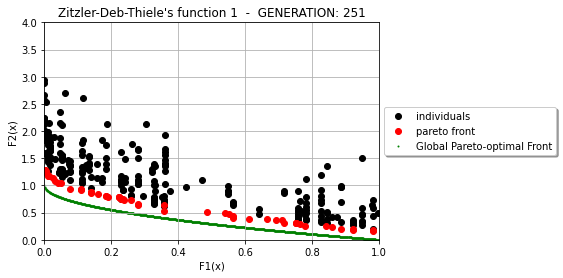 Zitzler-Deb-Thiele's function 1 - GENERATION: 251
4.0
3.5
3.0
2.5
2.0
1.5
1.0
0.5
0.0
F2(x)
0.0 0.2 0.4 0.6 0.8 1.0
F1(x)
individuals
pareto front
Global Pareto-optimal Front